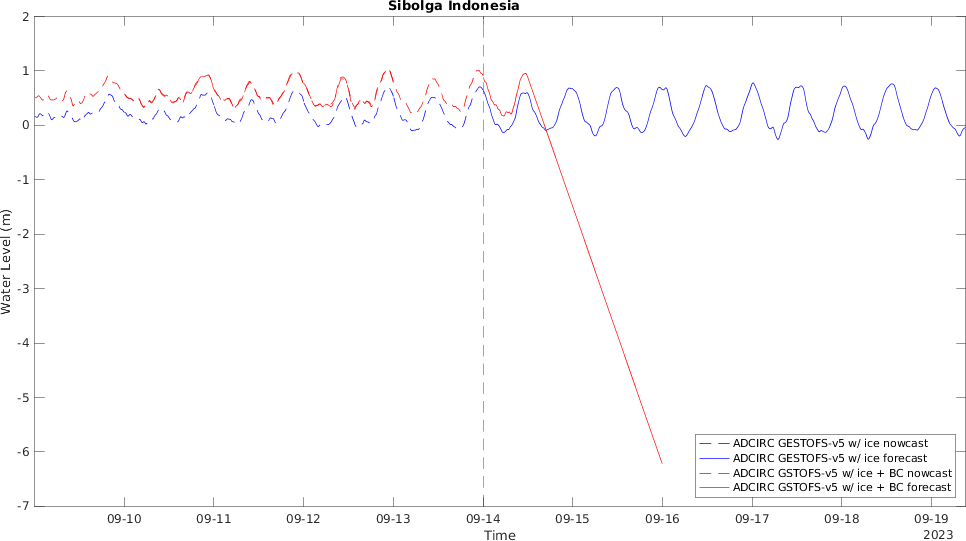 Sibolga Indonesia
2
1
0
-1
-2
-3
-4
-5
-6
-7
Water Level (m)
09-10 09-11 09-12 09-13 09-14 09-15 09-16 09-17 09-18 09-19
Time
2023
ADCIRC GESTOFS-v5 w/ ice nowcast
ADCIRC GESTOFS-v5 w/ ice forecast
ADCIRC GSTOFS-v5 w/ ice + BC nowcast
ADCIRC GSTOFS-v5 w/ ice + BC forecast